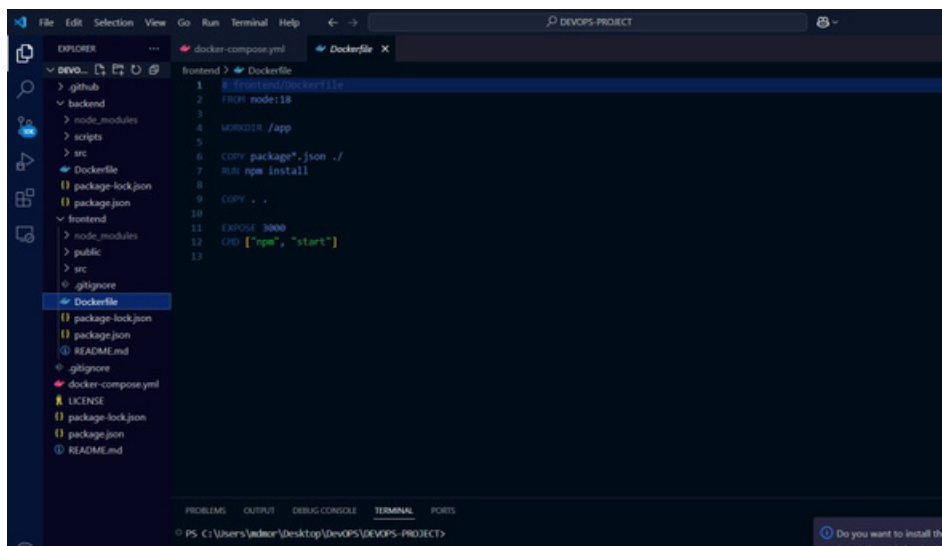 File Edit Selection View Go Run Terminal Help
DEVOPS-PROJECT
EXPLORER
DEVO...
.github
backend
node_modules
scripts
src
Dockerfile
package-lock.json
package.json
frontend
node_modules
public
src
.gitignore
Dockerfile
package-lock.json
package.json
README.md
.gitignore
docker-compose.yml
LICENSE
package-lock.json
package.json
README.md
docker-compose.yml Dockerfile
frontend > Dockerfile
1 # frontend/Dockerfile
2 FROM node:18
3
4 WORKDIR /app
5
6 COPY package*.json ./
7 RUN npm install
8
9 COPY . .
10
11 EXPOSE 3000
12 CMD ["npm", "start"]
13
PROBLEMS OUTPUT DEBUG CONSOLE TERMINAL PORTS
PS C:\Users\mdmor\Desktop\DevOPS\DEVOPS-PROJECT>
Do you want to install th